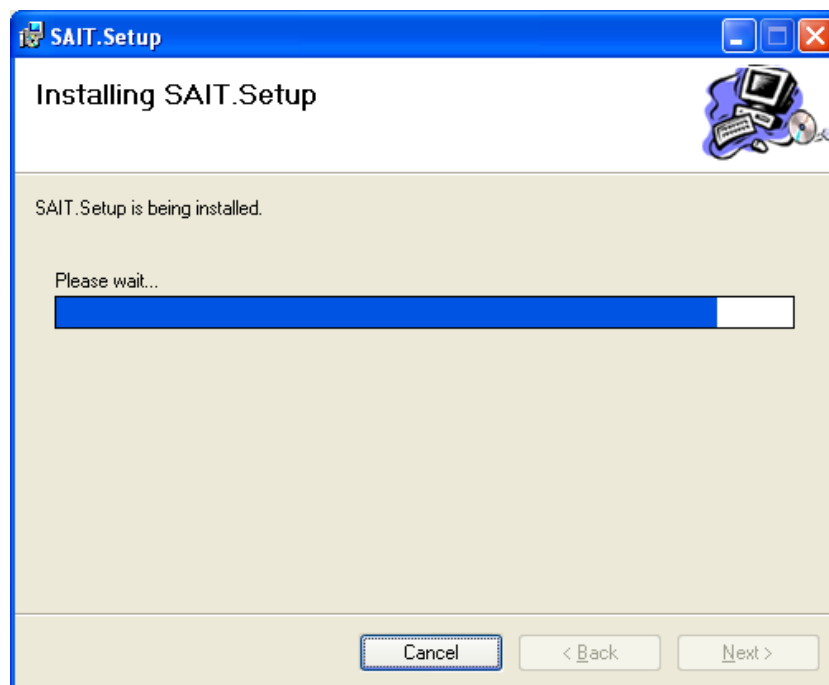 SAIT.Setup
Installing SAIT.Setup
SAIT.Setup is being installed.
Please wait...
Cancel
< Back
Next >